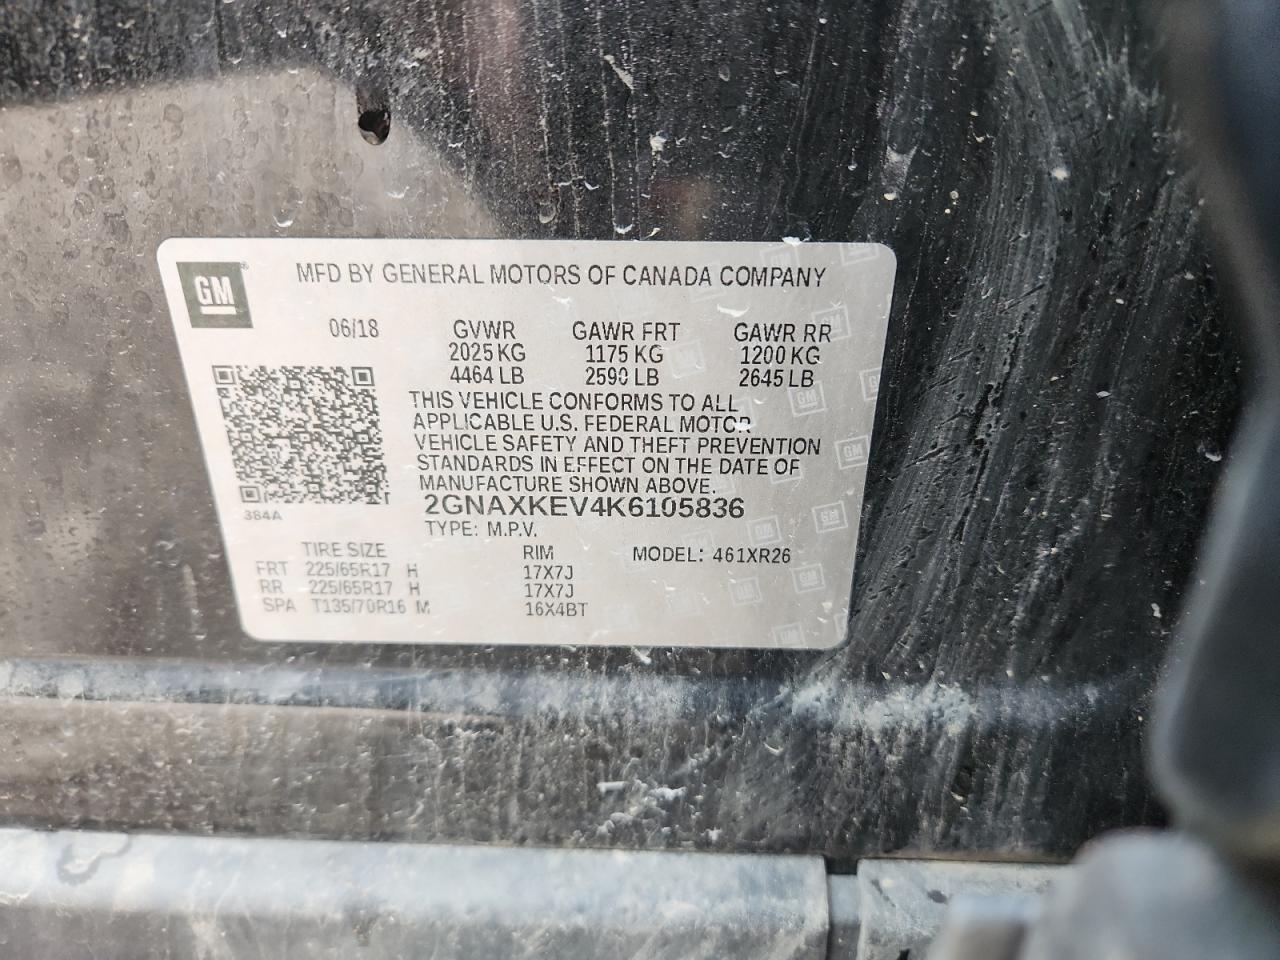 GM
MFD BY GENERAL MOTORS OF CANADA COMPANY
06/18 GVWR GAWR FRT GAWR RR
2025 KG 1175 KG 1200 KG
4464 LB 2590 LB 2645 LB
THIS VEHICLE CONFORMS TO ALL
APPLICABLE U.S. FEDERAL MOTOR
VEHICLE SAFETY AND THEFT PREVENTION
STANDARDS IN EFFECT ON THE DATE OF
MANUFACTURE SHOWN ABOVE.
2GNAXKEV4K6105836
384A
TYPE: M.P.V.
TIRE SIZE RIM MODEL: 461XR26
FRT 225/65R17 H 17X7J
RR 225/65R17 H 17X7J
SPA T135/70R16 M 16X4BT